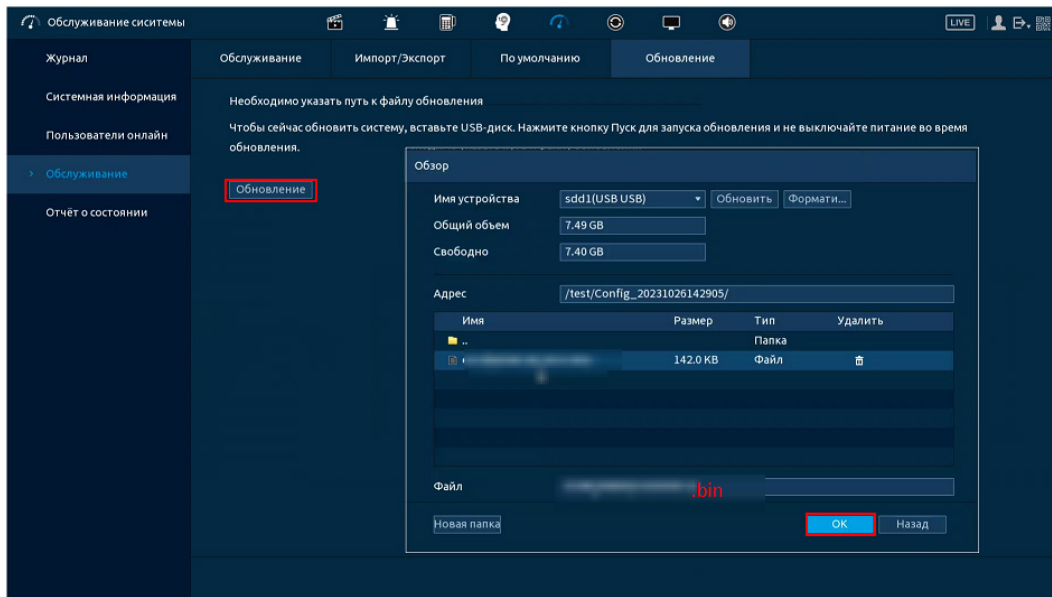 Обслуживание сиситемы
LIVE
Журнал
Системная информация
Пользователи онлайн
Обслуживание
Отчёт о состоянии
Обслуживание
Импорт/Экспорт
По умолчанию
Обновление
Необходимо указать путь к файлу обновления
Чтобы сейчас обновить систему, вставьте USB-диск. Нажмите кнопку Пуск для запуска обновления и не выключайте питание во время
обновления.
Обновление
Обзор
Имя устройства
sdd1(USB USB)
Обновить
Формати...
Общий объем
7.49 GB
Свободно
7.40 GB
Адрес
/test/Config_20231026142905/
Имя
Размер
Тип
Удалить
..
Папка
142.0 KB
Файл
Файл
.bin
Новая папка
OK
Назад